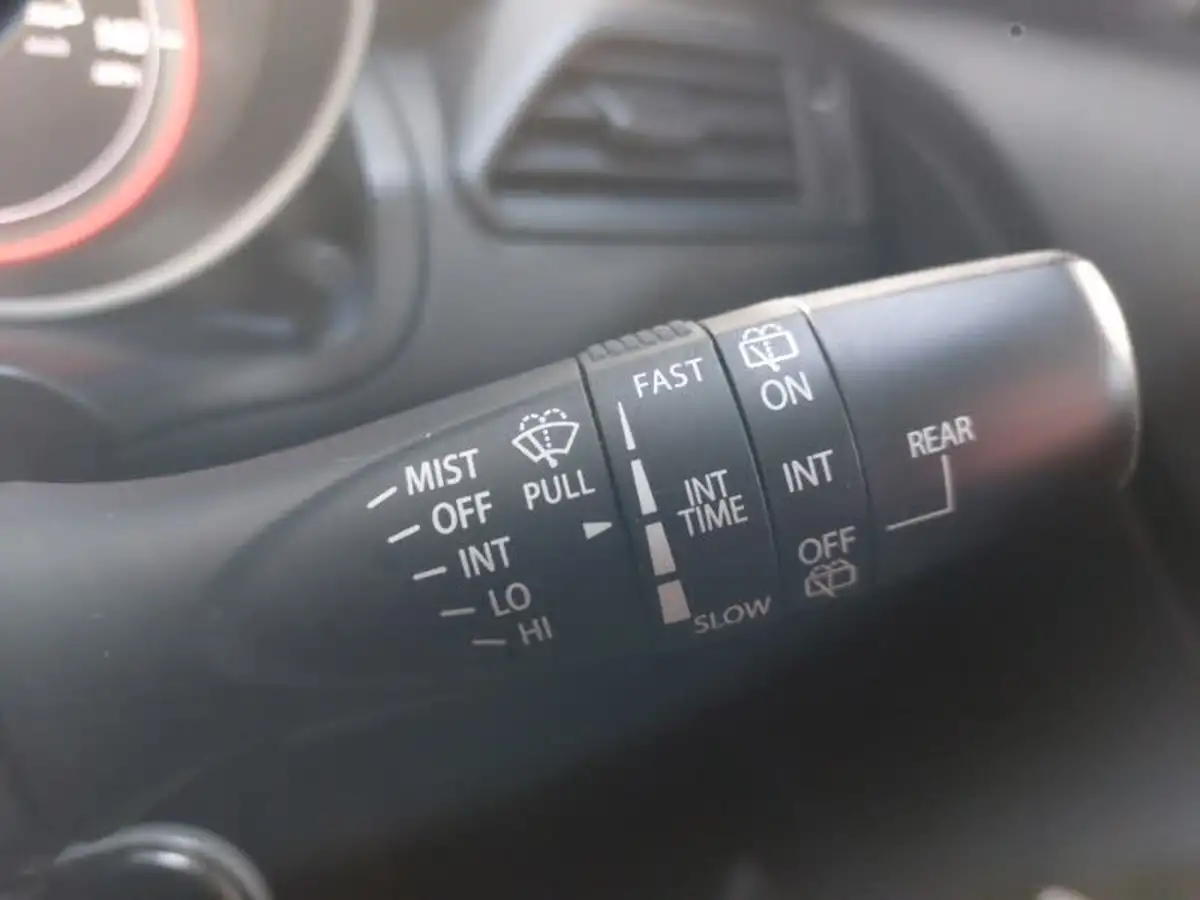 MIST
OFF
INT
LO
HI
PULL
FAST
INT
TIME
SLOW
ON
INT
OFF
REAR